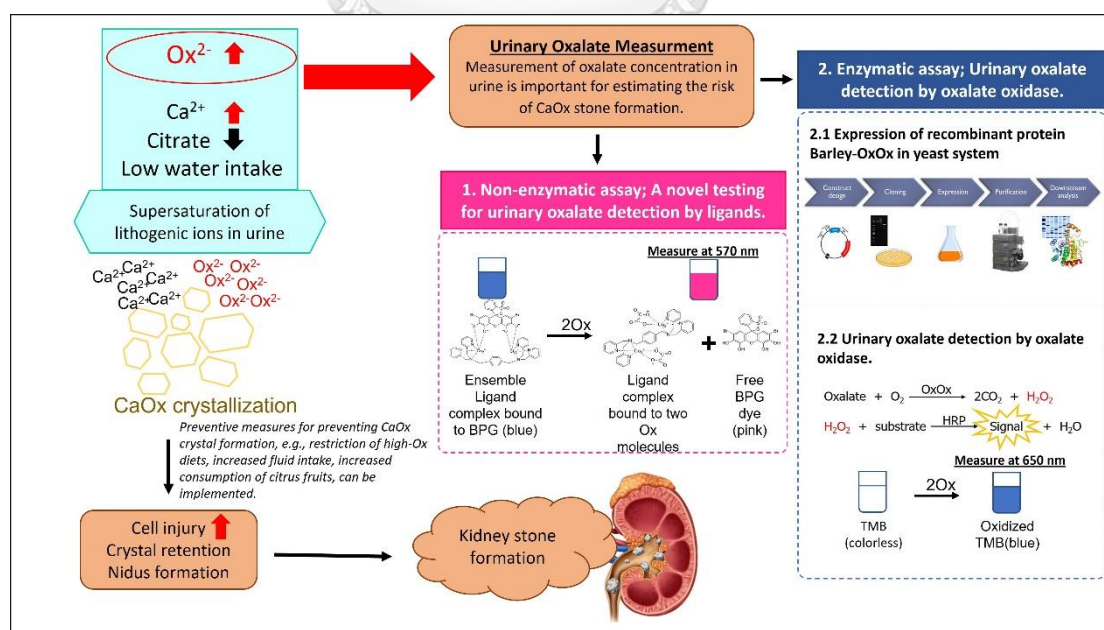 Ox2-
Ca2+
Citrate
Low water intake
Supersaturation of
lithogenic ions in urine
Ca2+ Ca2+
Ca2+ Ca2+
Ca2+ Ca2+
Ox2- Ox2-
Ox2- Ox2-
Ox2- Ox2-
CaOx crystallization
Preventive measures for preventing CaOx
crystal formation, e.g., restriction of high-Ox
diets, increased fluid intake, increased
consumption of citrus fruits, can be
implemented.
Cell injury
Crystal retention
Nidus formation
Kidney stone
formation
Urinary Oxalate Measurment
Measurement of oxalate concentration in
urine is important for estimating the risk
of CaOx stone formation.
1. Non-enzymatic assay; A novel testing
for urinary oxalate detection by ligands.
Measure at 570 nm
2Ox
+
Ensemble
Ligand
complex bound
to BPG (blue)
Ligand
complex
bound to two
Ox
molecules
Free
BPG
dye
(pink)
2. Enzymatic assay; Urinary oxalate
detection by oxalate oxidase.
2.1 Expression of recombinant protein
Barley-OxOx in yeast system
Construct
design
Cloning
Expression
Purification
Downstream
analysis
2.2 Urinary oxalate detection by oxalate
oxidase.
OxOx
Oxalate + O2 2CO2 + H2O2
HRP
H2O2 + substrate Signal + H2O
Measure at 650 nm
2Ox
TMB
(colorless)
Oxidized
TMB(blue)